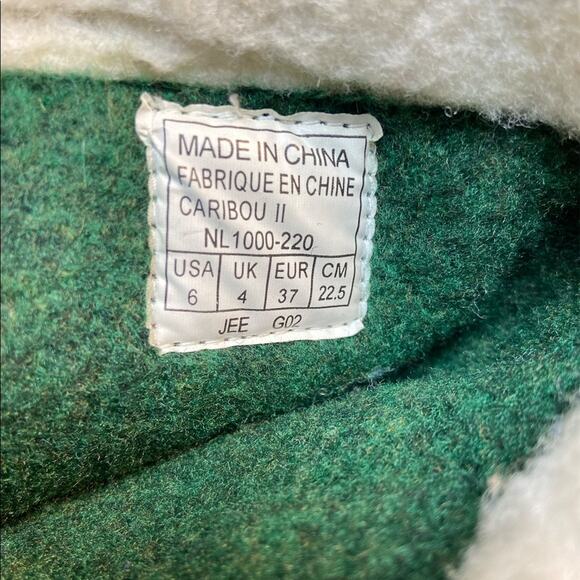 MADE IN CHINA
FABRIQUE EN CHINE
CARIBOU II
NL1000-220
USA UK EUR CM
6 4 37 22.5
JEE G02